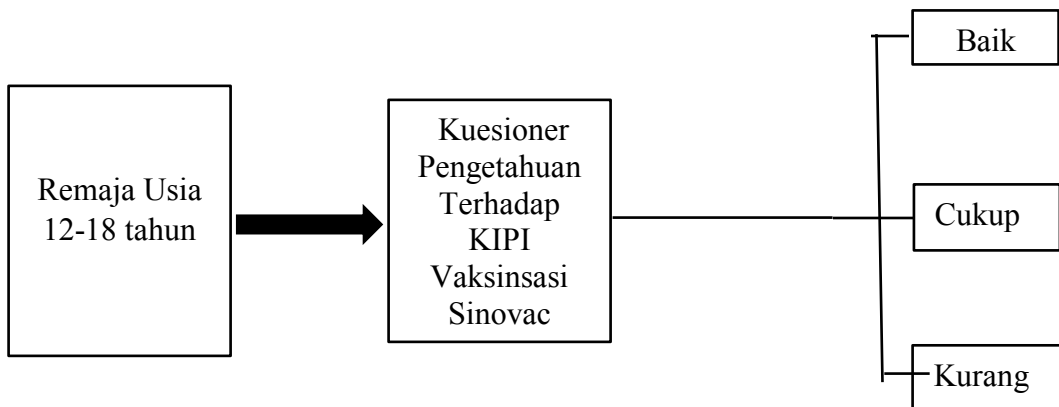 Remaja Usia
12-18 tahun
Kuesioner
Pengetahuan
Terhadap
KIPI
Vaksinsasi
Sinovac
Baik
Cukup
Kurang